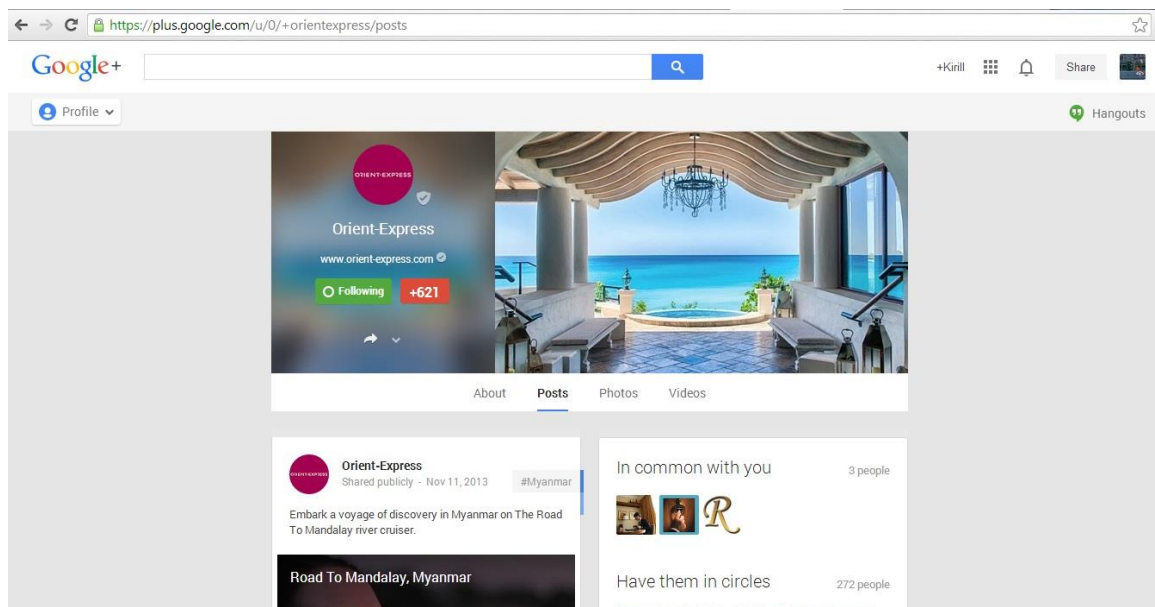 https://plus.google.com/u/0/+orientexpress/posts
Google+
+Kirill
Share
Profile
Hangouts
ORIENT-EXPRESS
Orient-Express
www.orient-express.com
Following
+621
About Posts Photos Videos
ORIENT-EXPRESS
Orient-Express
Shared publicly - Nov 11, 2013
#Myanmar
Embark a voyage of discovery in Myanmar on The Road
To Mandalay river cruiser.
Road To Mandalay, Myanmar
In common with you
3 people
R
Have them in circles
272 people